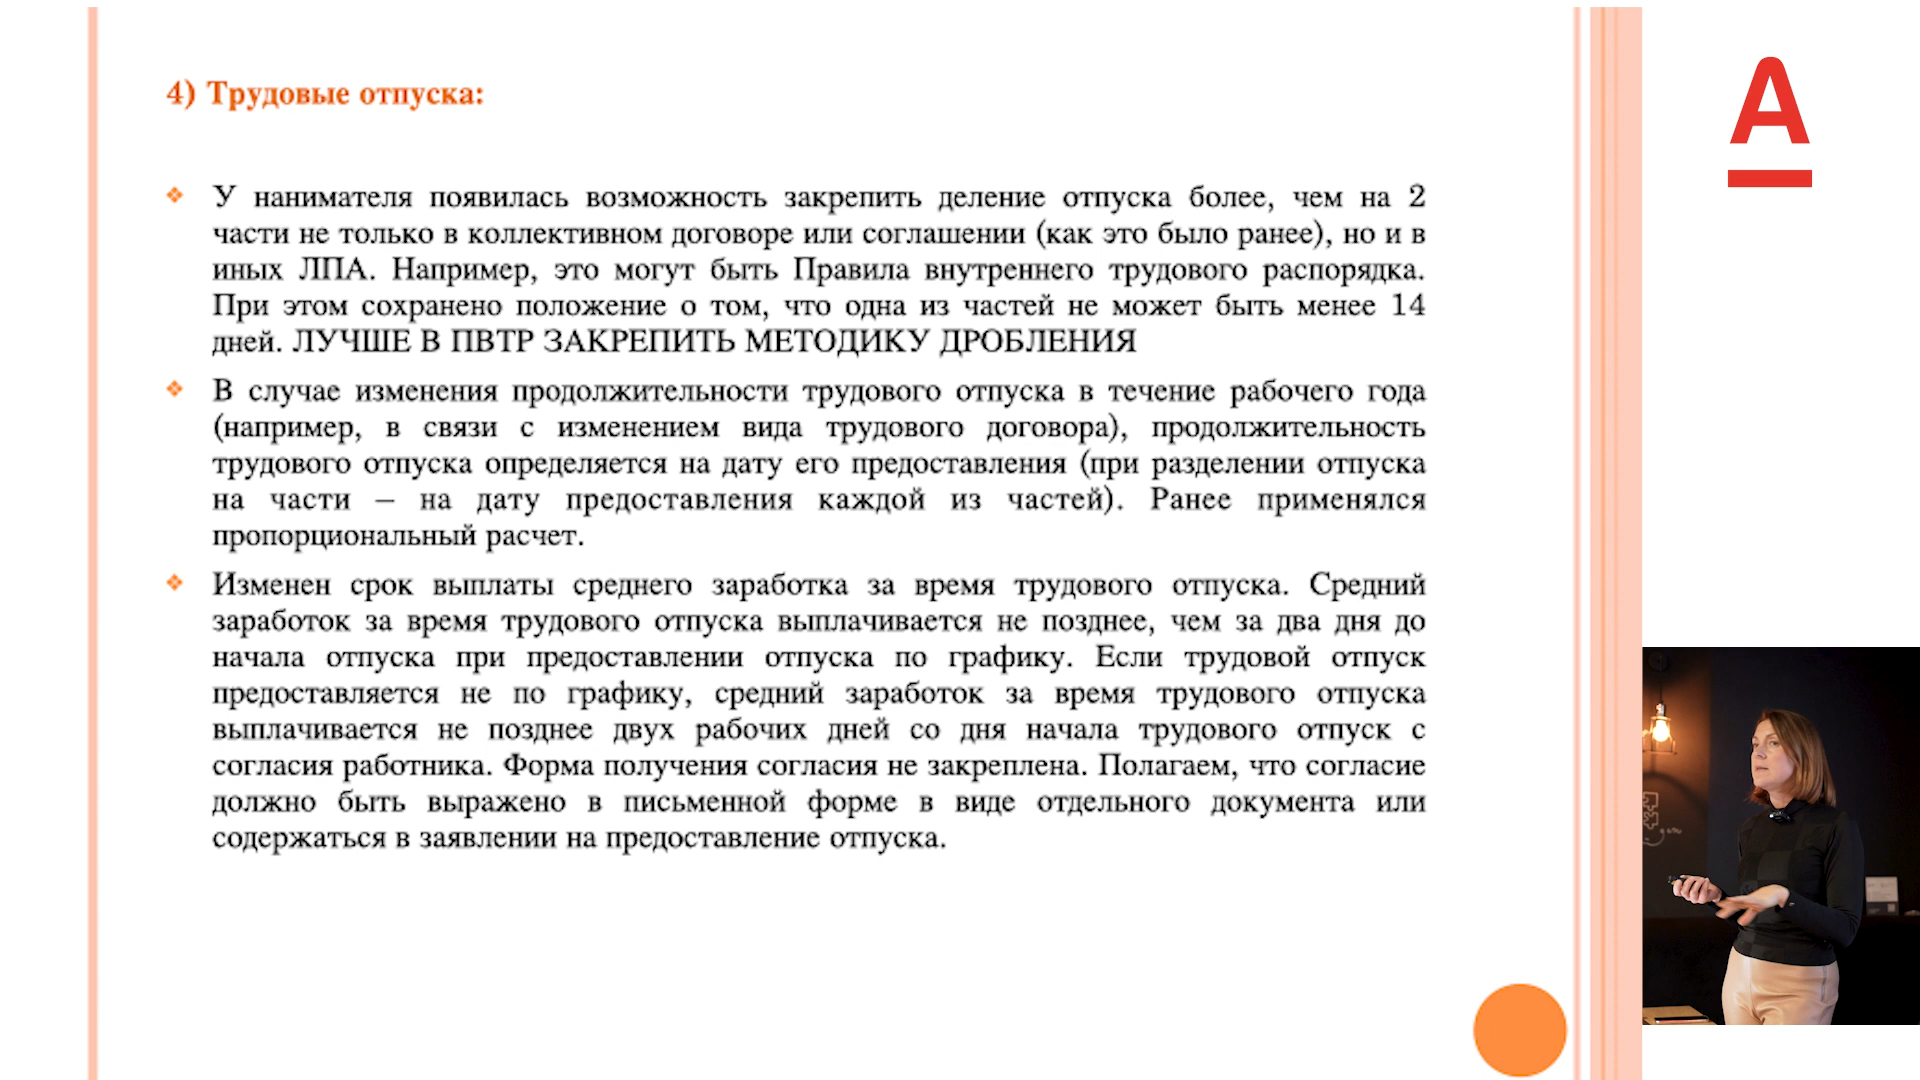 4) Трудовые отпуска:
У нанимателя появилась возможность закрепить деление отпуска более, чем на 2
части не только в коллективном договоре или соглашении (как это было ранее), но и в
иных ЛПА. Например, это могут быть Правила внутреннего трудового распорядка.
При этом сохранено положение о том, что одна из частей не может быть менее 14
дней. ЛУЧШЕ В ПВТР ЗАКРЕПИТЬ МЕТОДИКУ ДРОБЛЕНИЯ
В случае изменения продолжительности трудового отпуска в течение рабочего года
(например, в связи с изменением вида трудового договора), продолжительность
трудового отпуска определяется на дату его предоставления (при разделении отпуска
на части – на дату предоставления каждой из частей). Ранее применялся
пропорциональный расчет.
Изменен срок выплаты среднего заработка за время трудового отпуска. Средний
заработок за время трудового отпуска выплачивается не позднее, чем за два дня до
начала отпуска при предоставлении отпуска по графику. Если трудовой отпуск
предоставляется не по графику, средний заработок за время трудового отпуска
выплачивается не позднее двух рабочих дней со дня начала трудового отпуск с
согласия работника. Форма получения согласия не закреплена. Полагаем, что согласие
должно быть выражено в письменной форме в виде отдельного документа или
содержаться в заявлении на предоставление отпуска.
А